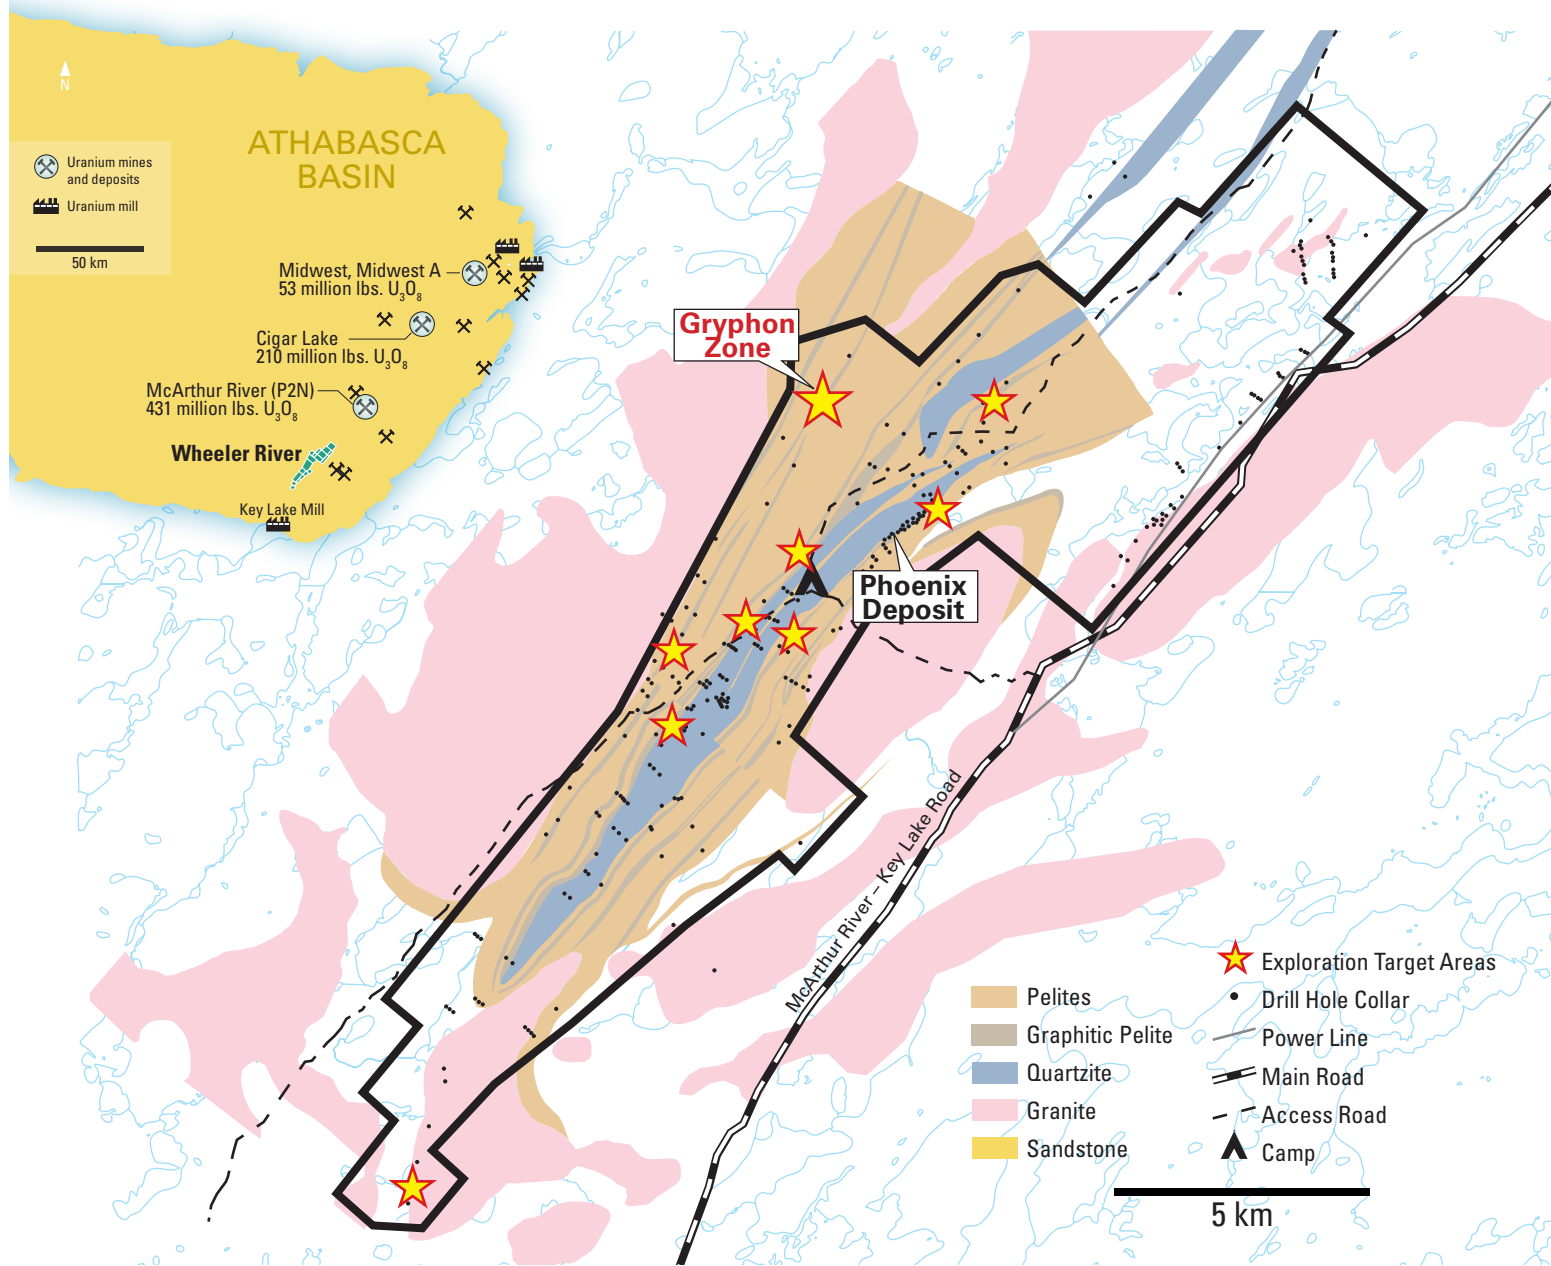 N
ATHABASCA
BASIN
Uranium mines
and deposits
Uranium mill
50 km
Midwest, Midwest A
53 million lbs. U3O8
Cigar Lake
210 million lbs. U3O8
McArthur River (P2N)
431 million lbs. U3O8
Wheeler River
Key Lake Mill
Gryphon
Zone
Phoenix
Deposit
McArthur River – Key Lake Road
Pelites
Graphitic Pelite
Quartzite
Granite
Sandstone
Exploration Target Areas
Drill Hole Collar
Power Line
Main Road
Access Road
Camp
5 km